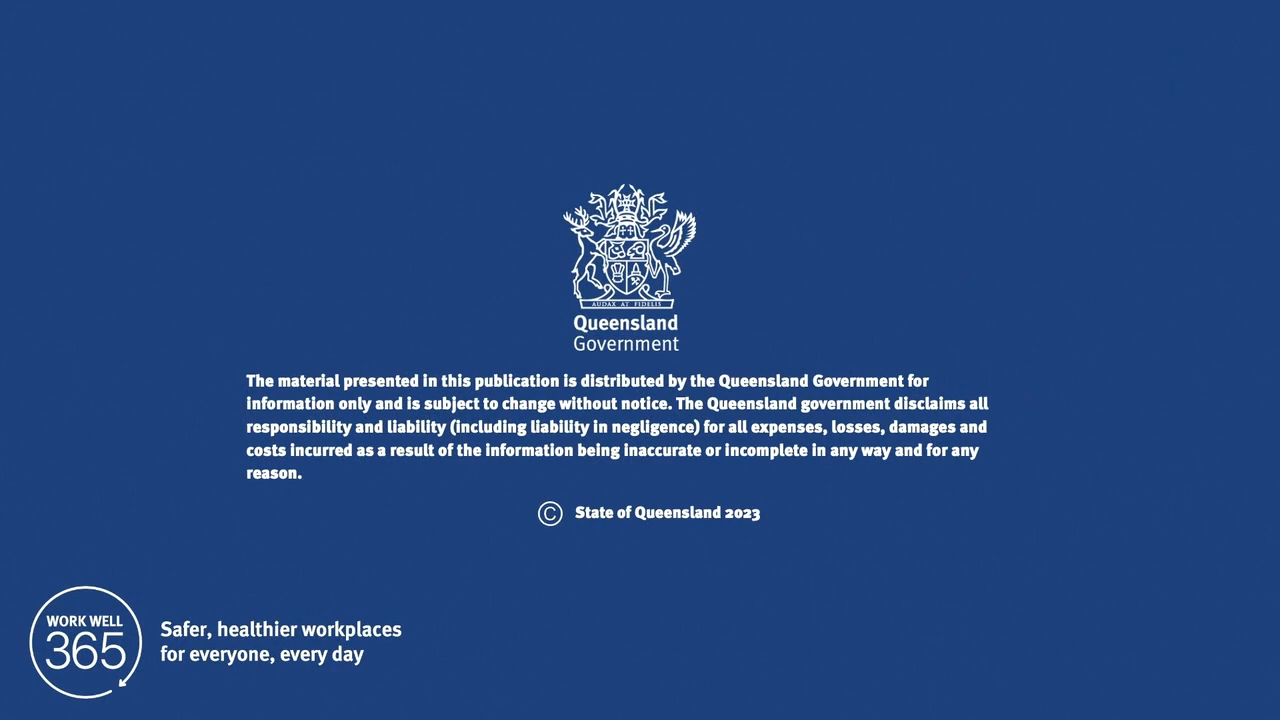 AUDAX AT FIDELIS
Queensland
Government
The material presented in this publication is distributed by the Queensland Government for
information only and is subject to change without notice. The Queensland government disclaims all
responsibility and liability (including liability in negligence) for all expenses, losses, damages and
costs incurred as a result of the information being inaccurate or incomplete in any way and for any
reason.
© State of Queensland 2023
WORK WELL
365
Safer, healthier workplaces
for everyone, every day